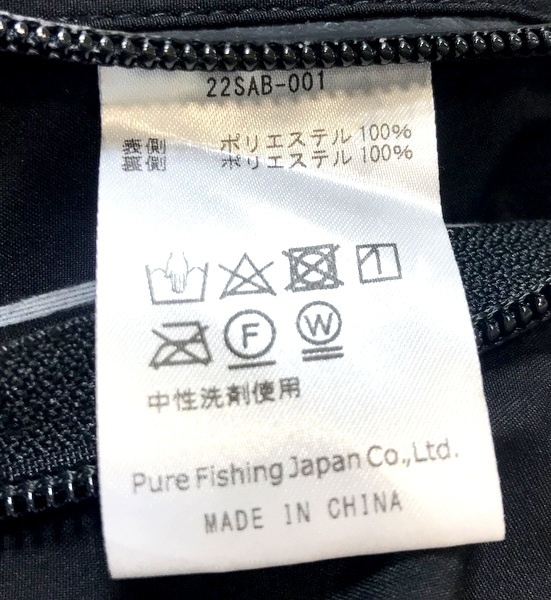 22SAB-001
表側 ポリエステル 100%
裏側 ポリエステル 100%
F W
中性洗剤使用
Pure Fishing Japan Co.,Ltd.
MADE IN CHINA